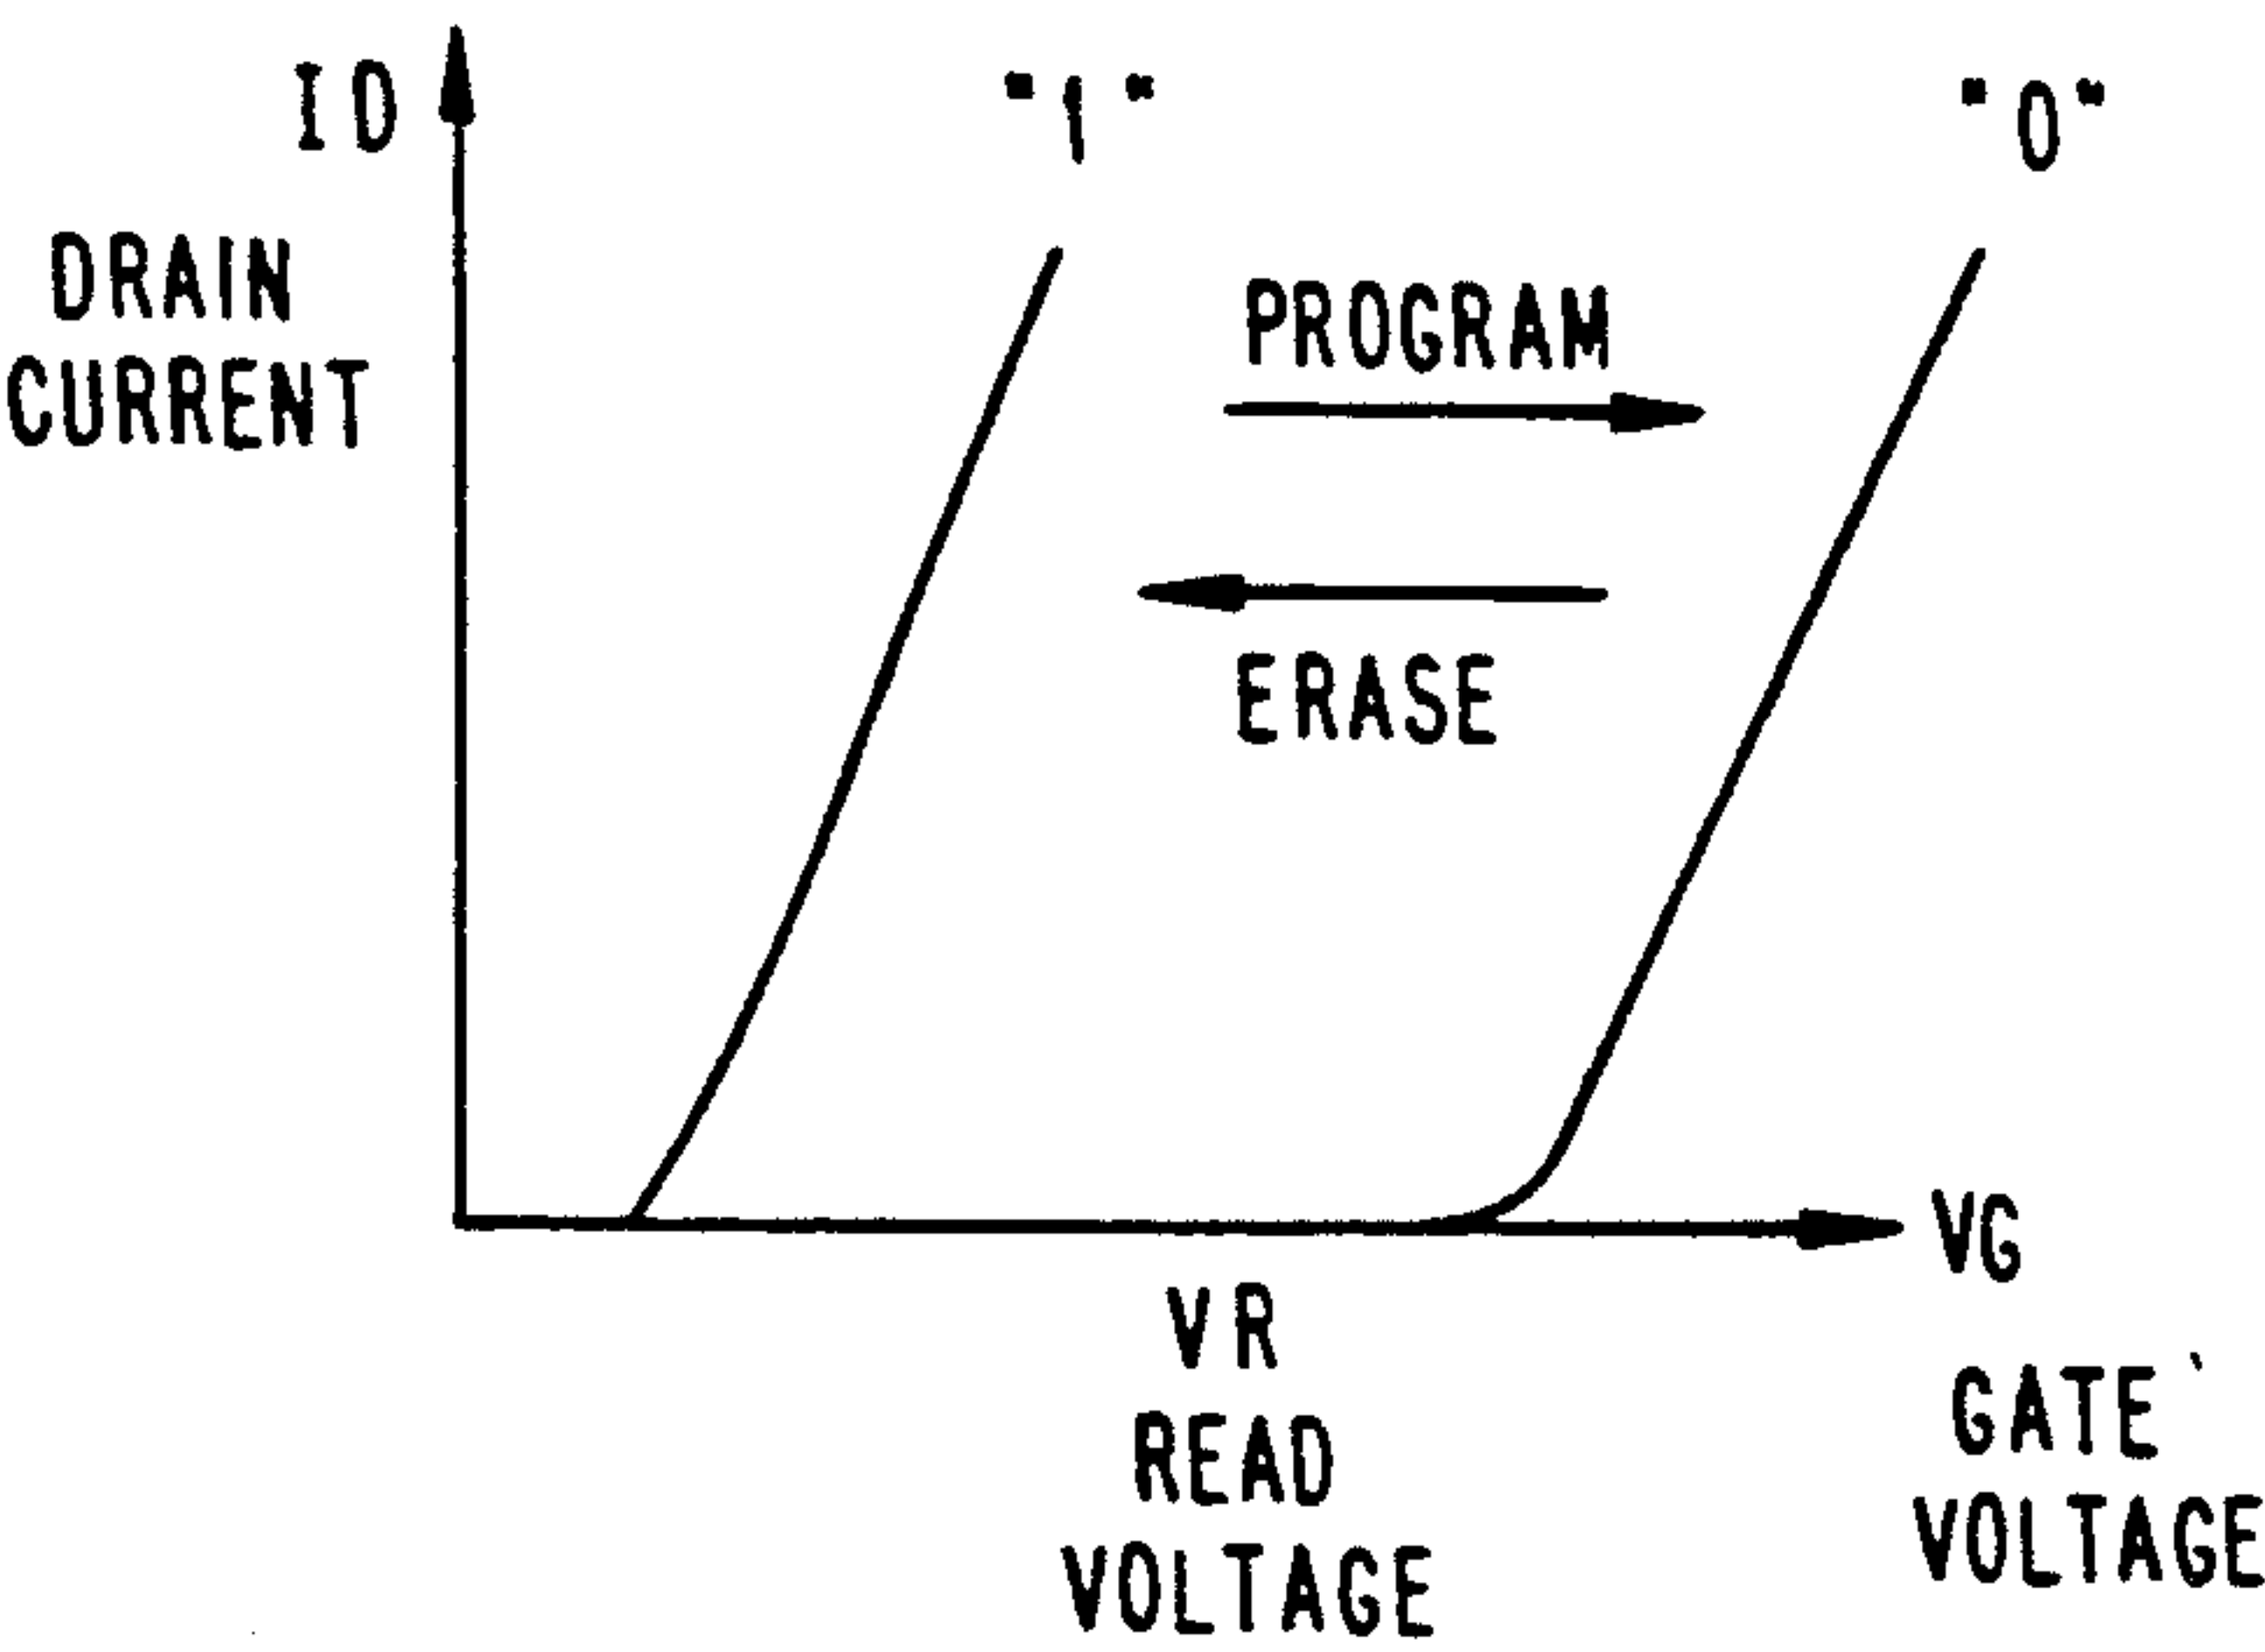 ID
"1"
"0"
DRAIN
CURRENT
PROGRAM
ERASE
VG
VR
READ
VOLTAGE
GATE
VOLTAGE